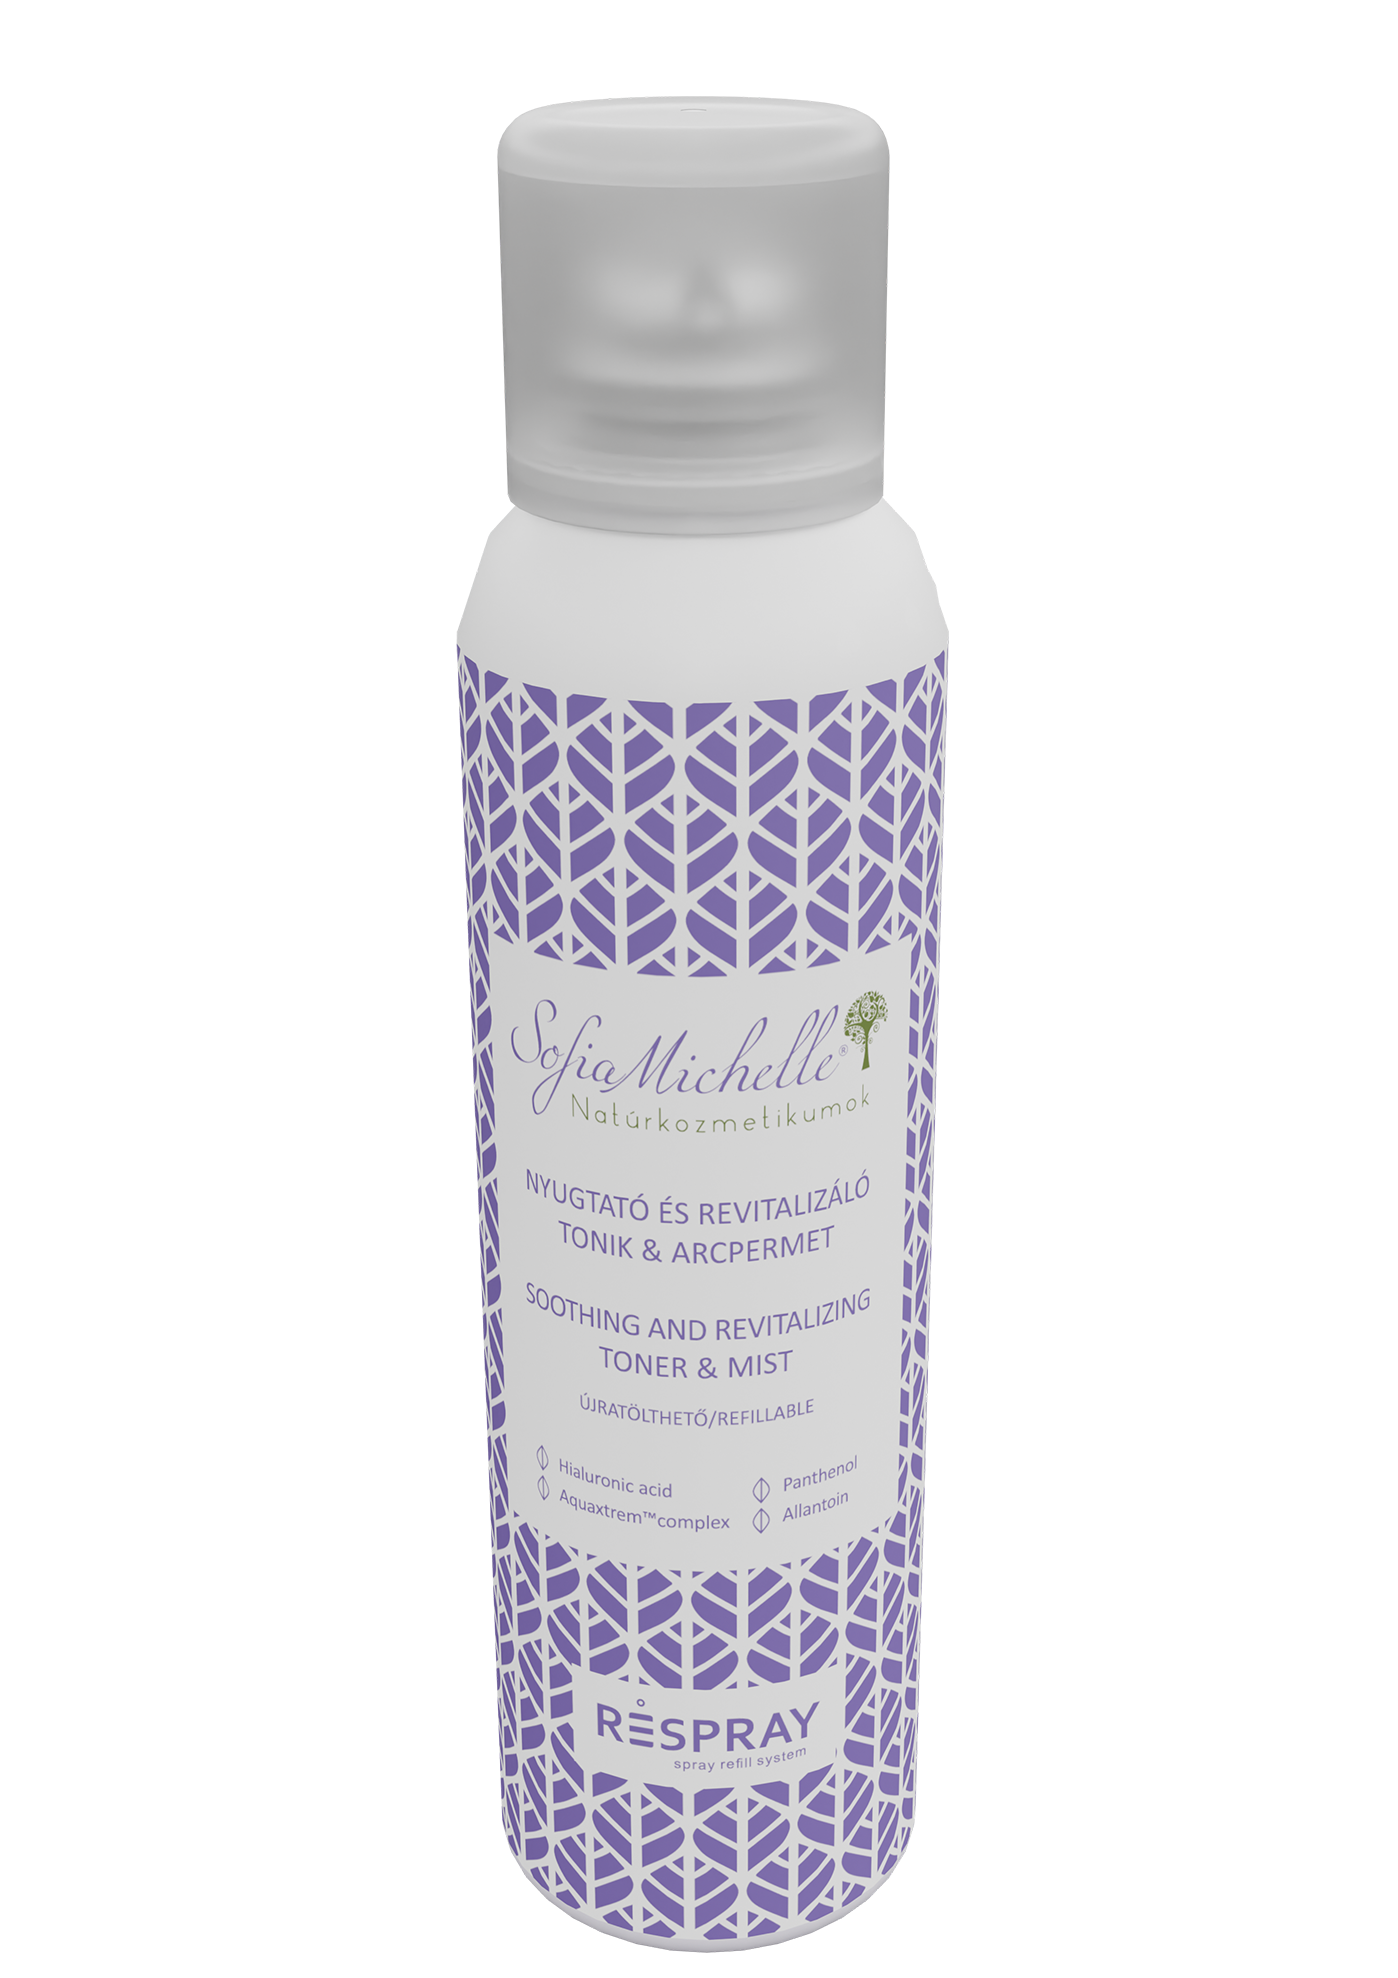 SofiaMichelle®
Natúrkozmetikumok
NYUGTATÓ ÉS REVITALIZÁLÓ
TONIK & ARCPERMET
SOOTHING AND REVITALIZING
TONER & MIST
ÚJRATÖLTHETŐ/REFILLABLE
Hialuronic acid
Aquaxtrem™complex
Panthenol
Allantoin
RESPRAY
spray refill system